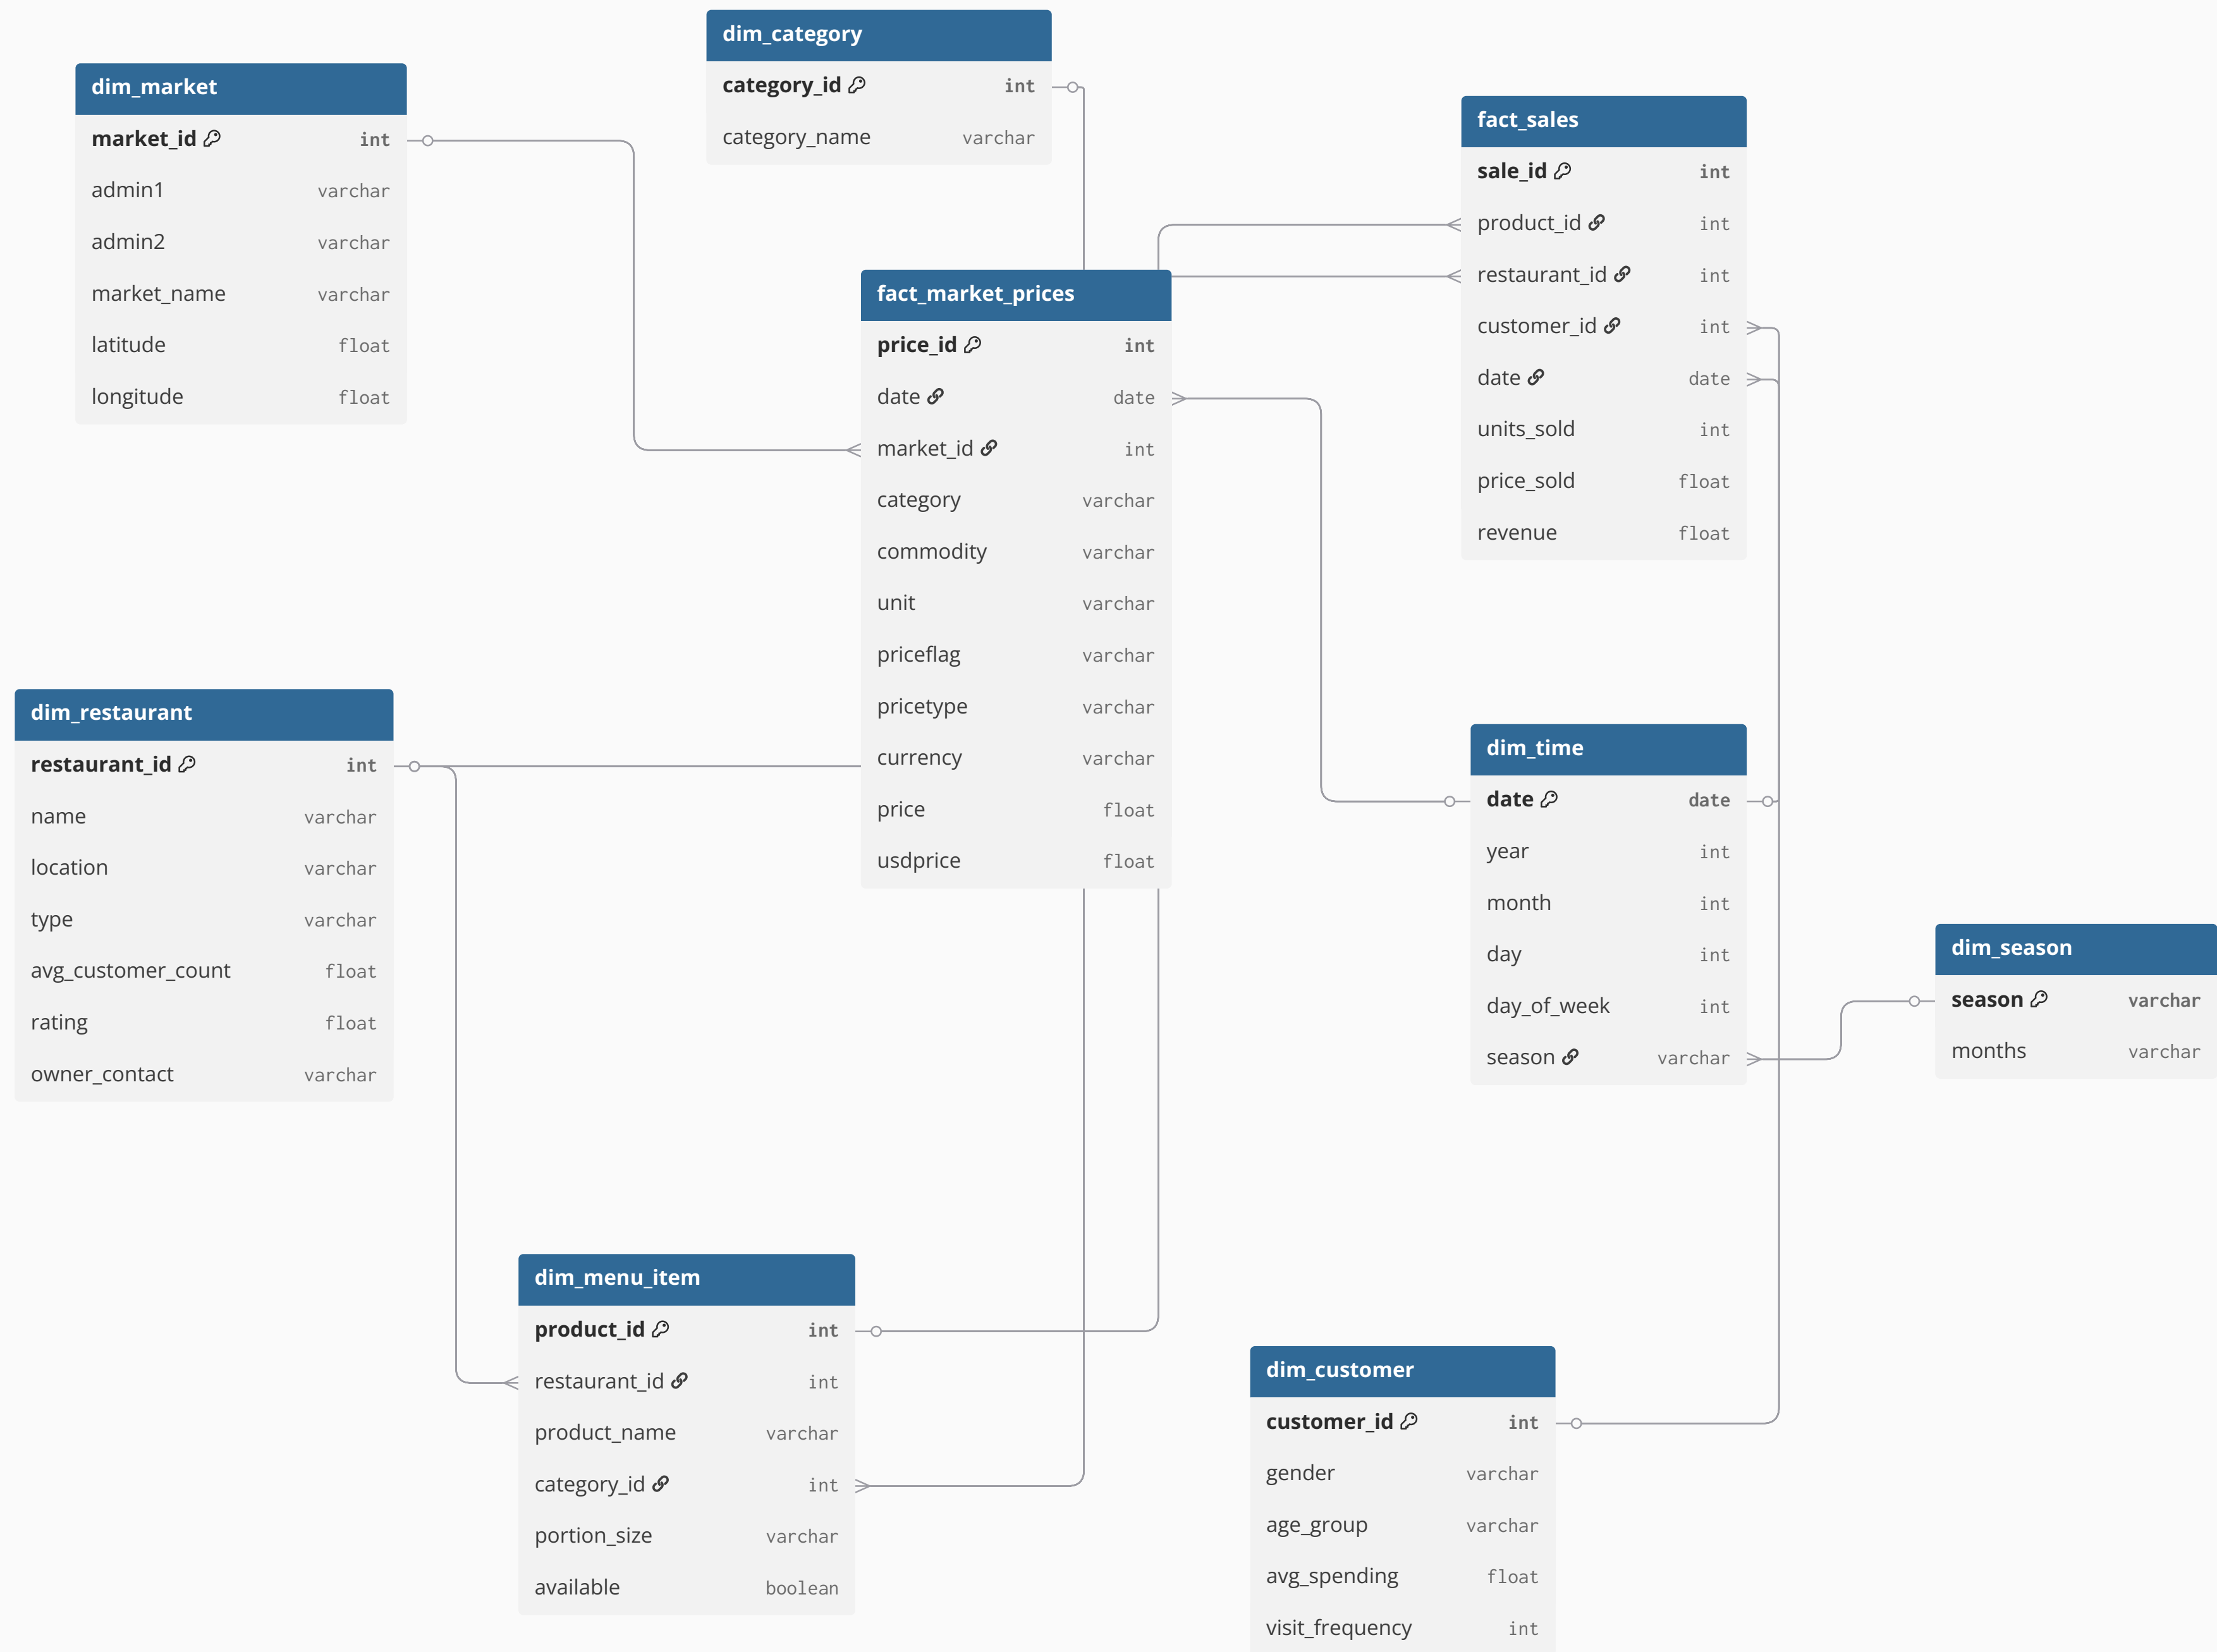 dim_category
category_id int
category_name varchar
dim_market
market_id int
admin1 varchar
admin2 varchar
market_name varchar
latitude float
longitude float
fact_sales
sale_id int
product_id int
restaurant_id int
customer_id int
date date
units_sold int
price_sold float
revenue float
fact_market_prices
price_id int
date date
market_id int
category varchar
commodity varchar
unit varchar
priceflag varchar
pricetype varchar
currency varchar
price float
usdprice float
dim_restaurant
restaurant_id int
name varchar
location varchar
type varchar
avg_customer_count float
rating float
owner_contact varchar
dim_time
date date
year int
month int
day int
day_of_week int
season varchar
dim_season
season varchar
months varchar
dim_menu_item
product_id int
restaurant_id int
product_name varchar
category_id int
portion_size varchar
available boolean
dim_customer
customer_id int
gender varchar
age_group varchar
avg_spending float
visit_frequency int